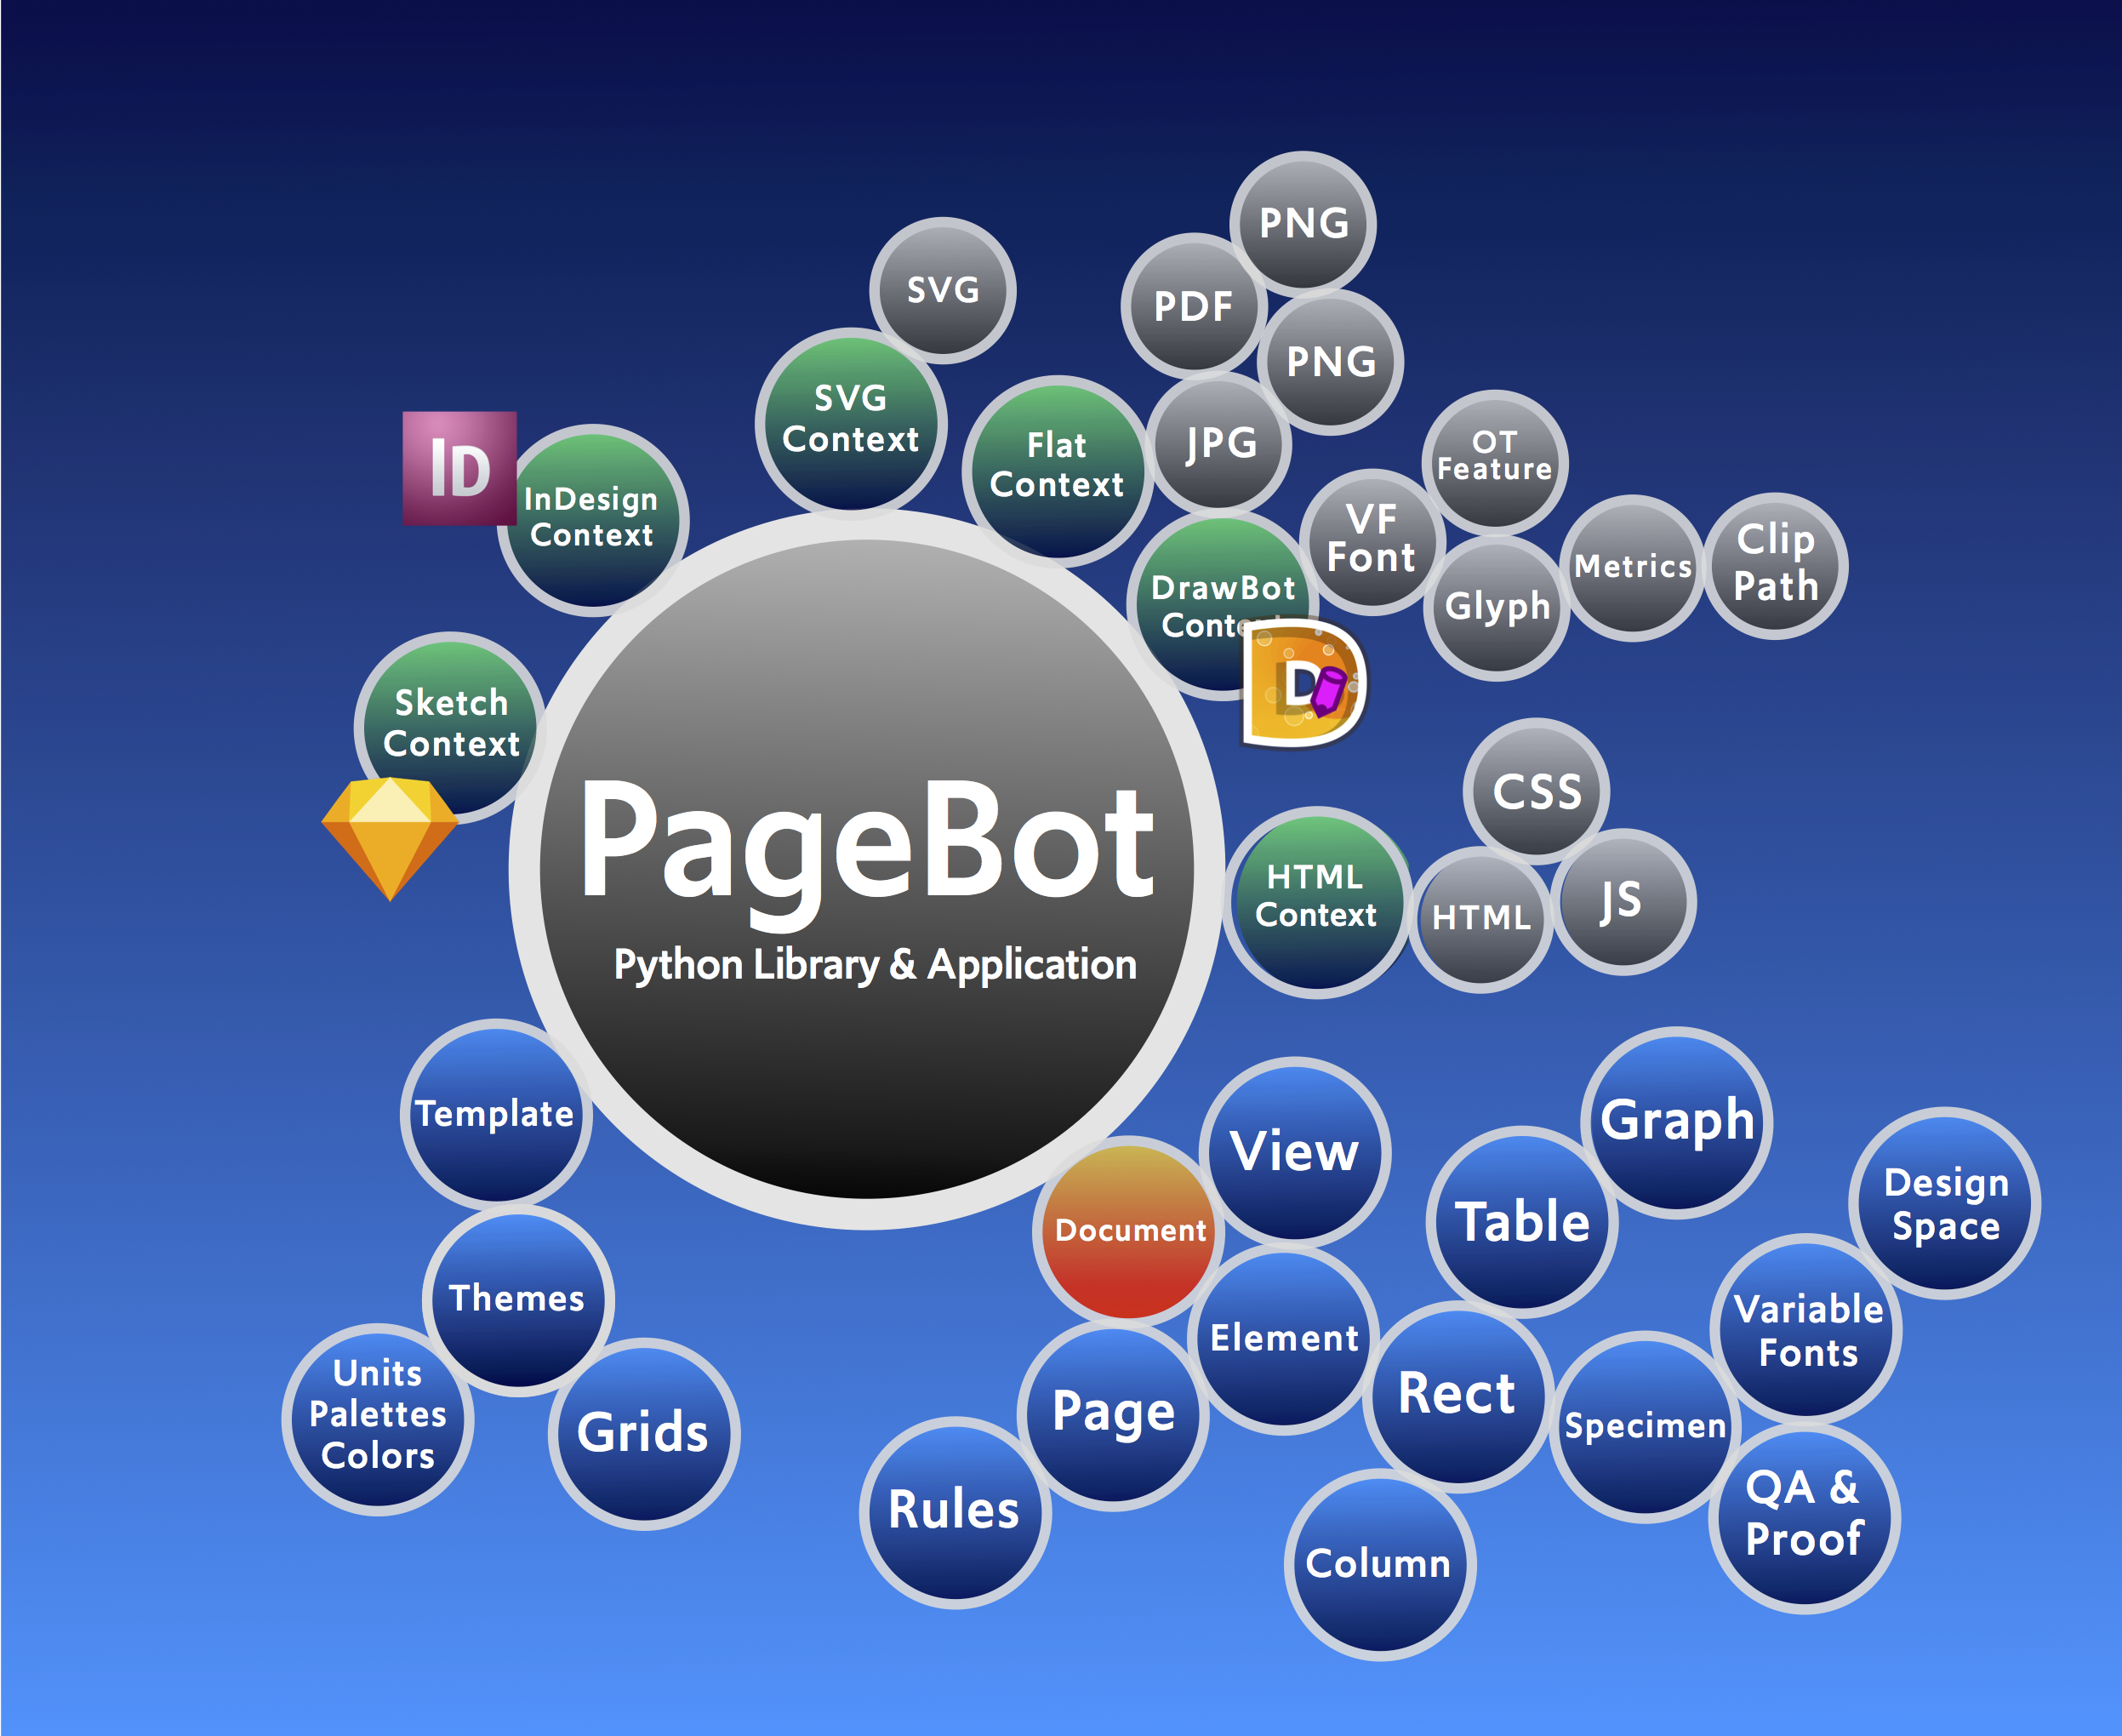 PNG
SVG
PDF
PNG
SVG
Context
Flat
Context
JPG
OT
Feature
ID
InDesign
Context
VF
Font
Clip
Path
Metrics
Glyph
DrawBot
D
Sketch
Context
CSS
PageBot
Python Library & Application
HTML
Context
HTML
JS
Template
View
Graph
Document
Table
Design
Space
Themes
Element
Variable
Fonts
Units
Palettes
Colors
Grids
Page
Rect
Specimen
Rules
QA &
Proof
Column